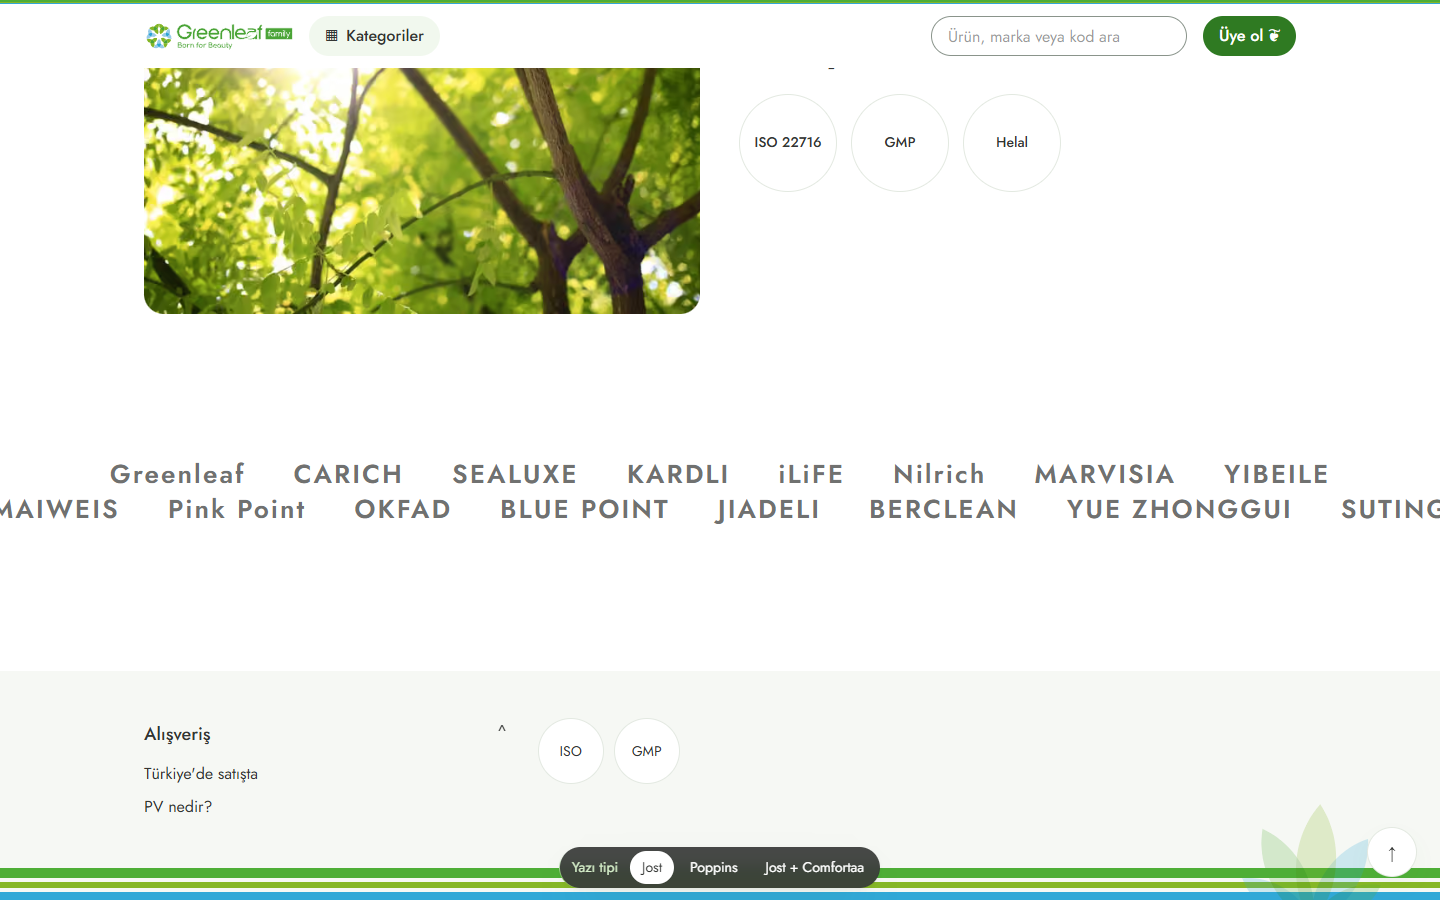 Greenleaf family
Born for Beauty
Kategoriler
Ürün, marka veya kod ara
Üye ol
ISO 22716
GMP
Helal
Greenleaf CARICH SEALUXE KARDLI iLiFE Nilrich MARVISIA YIBEILE
MAIWEIS Pink Point OKFAD BLUE POINT JIADELI BERCLEAN YUE ZHONGGUI SUTING
Alışveriş
^
ISO
GMP
Türkiye'de satışta
PV nedir?
Yazı tipi Jost Poppins Jost + Comfortaa
↑